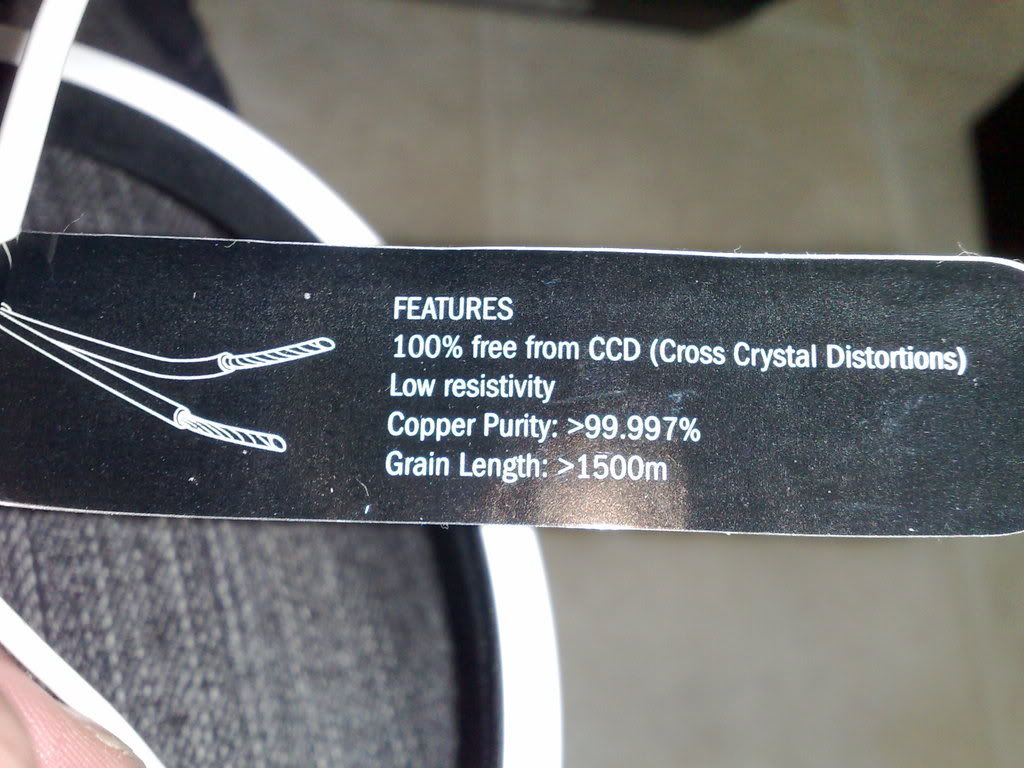 FEATURES
100% free from CCD (Cross Crystal Distortions)
Low resistivity
Copper Purity: >99.997%
Grain Length: >1500m